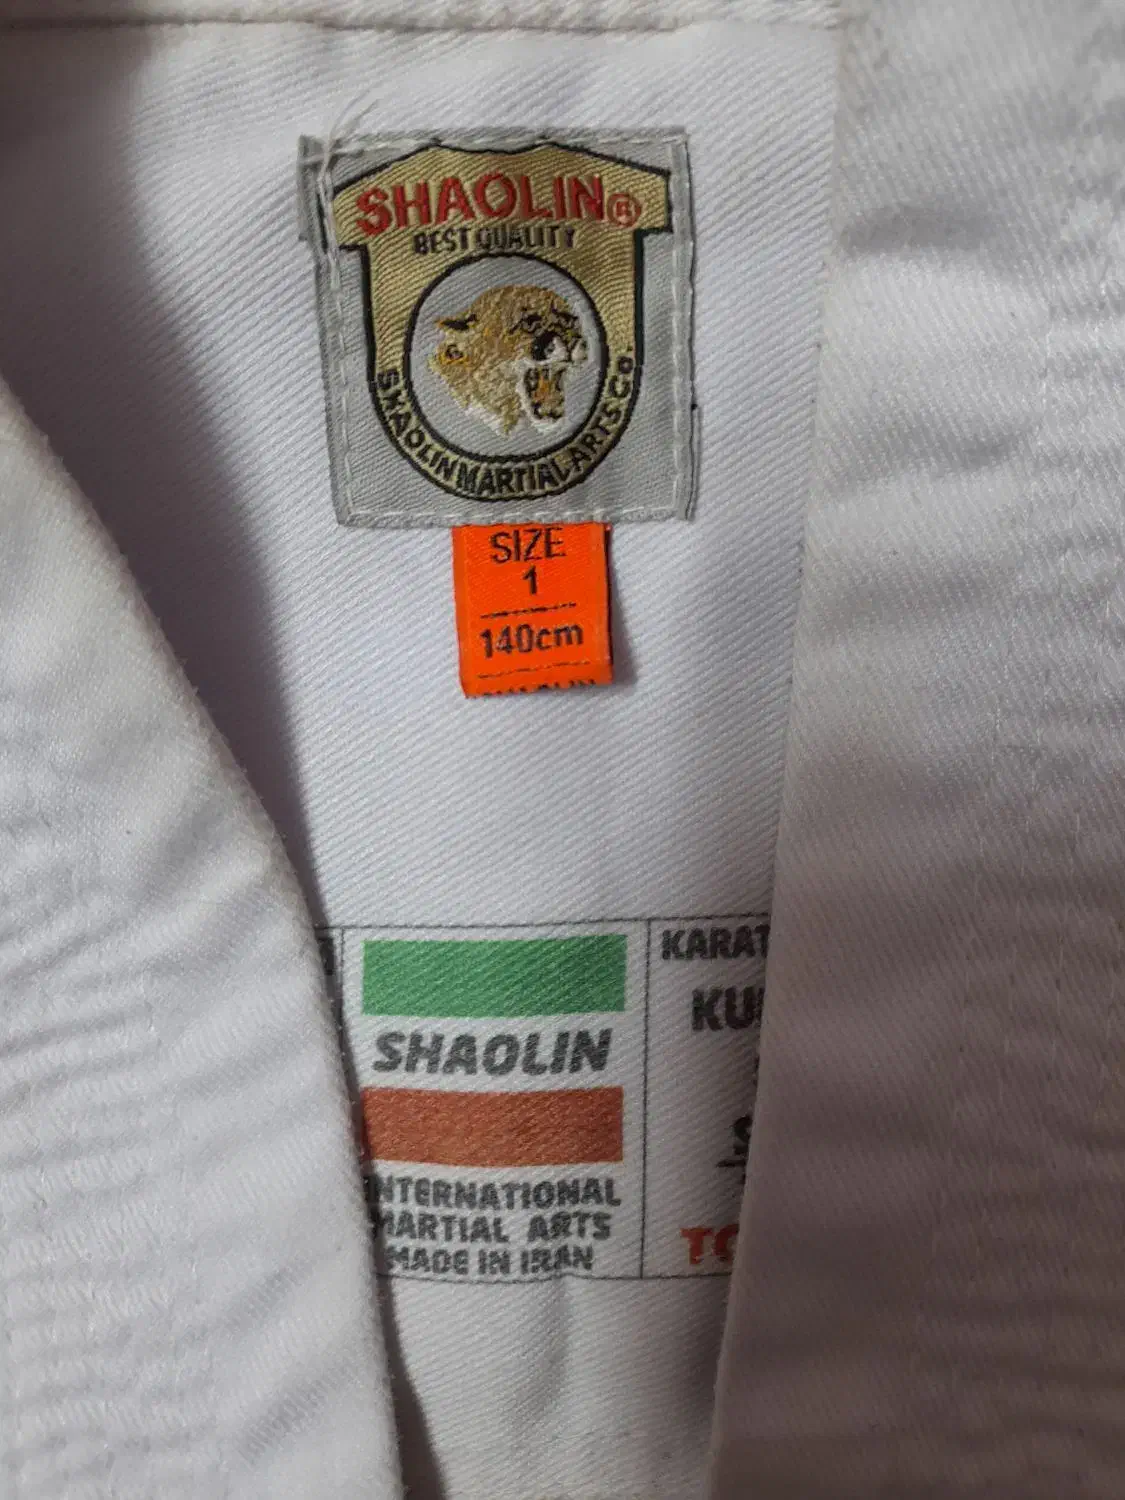 SHAOLIN®
BEST QUALITY
SHAOLIN MARTIAL ARTS Co.
SIZE
1
140cm
SHAOLIN
INTERNATIONAL
MARTIAL ARTS
MADE IN IRAN